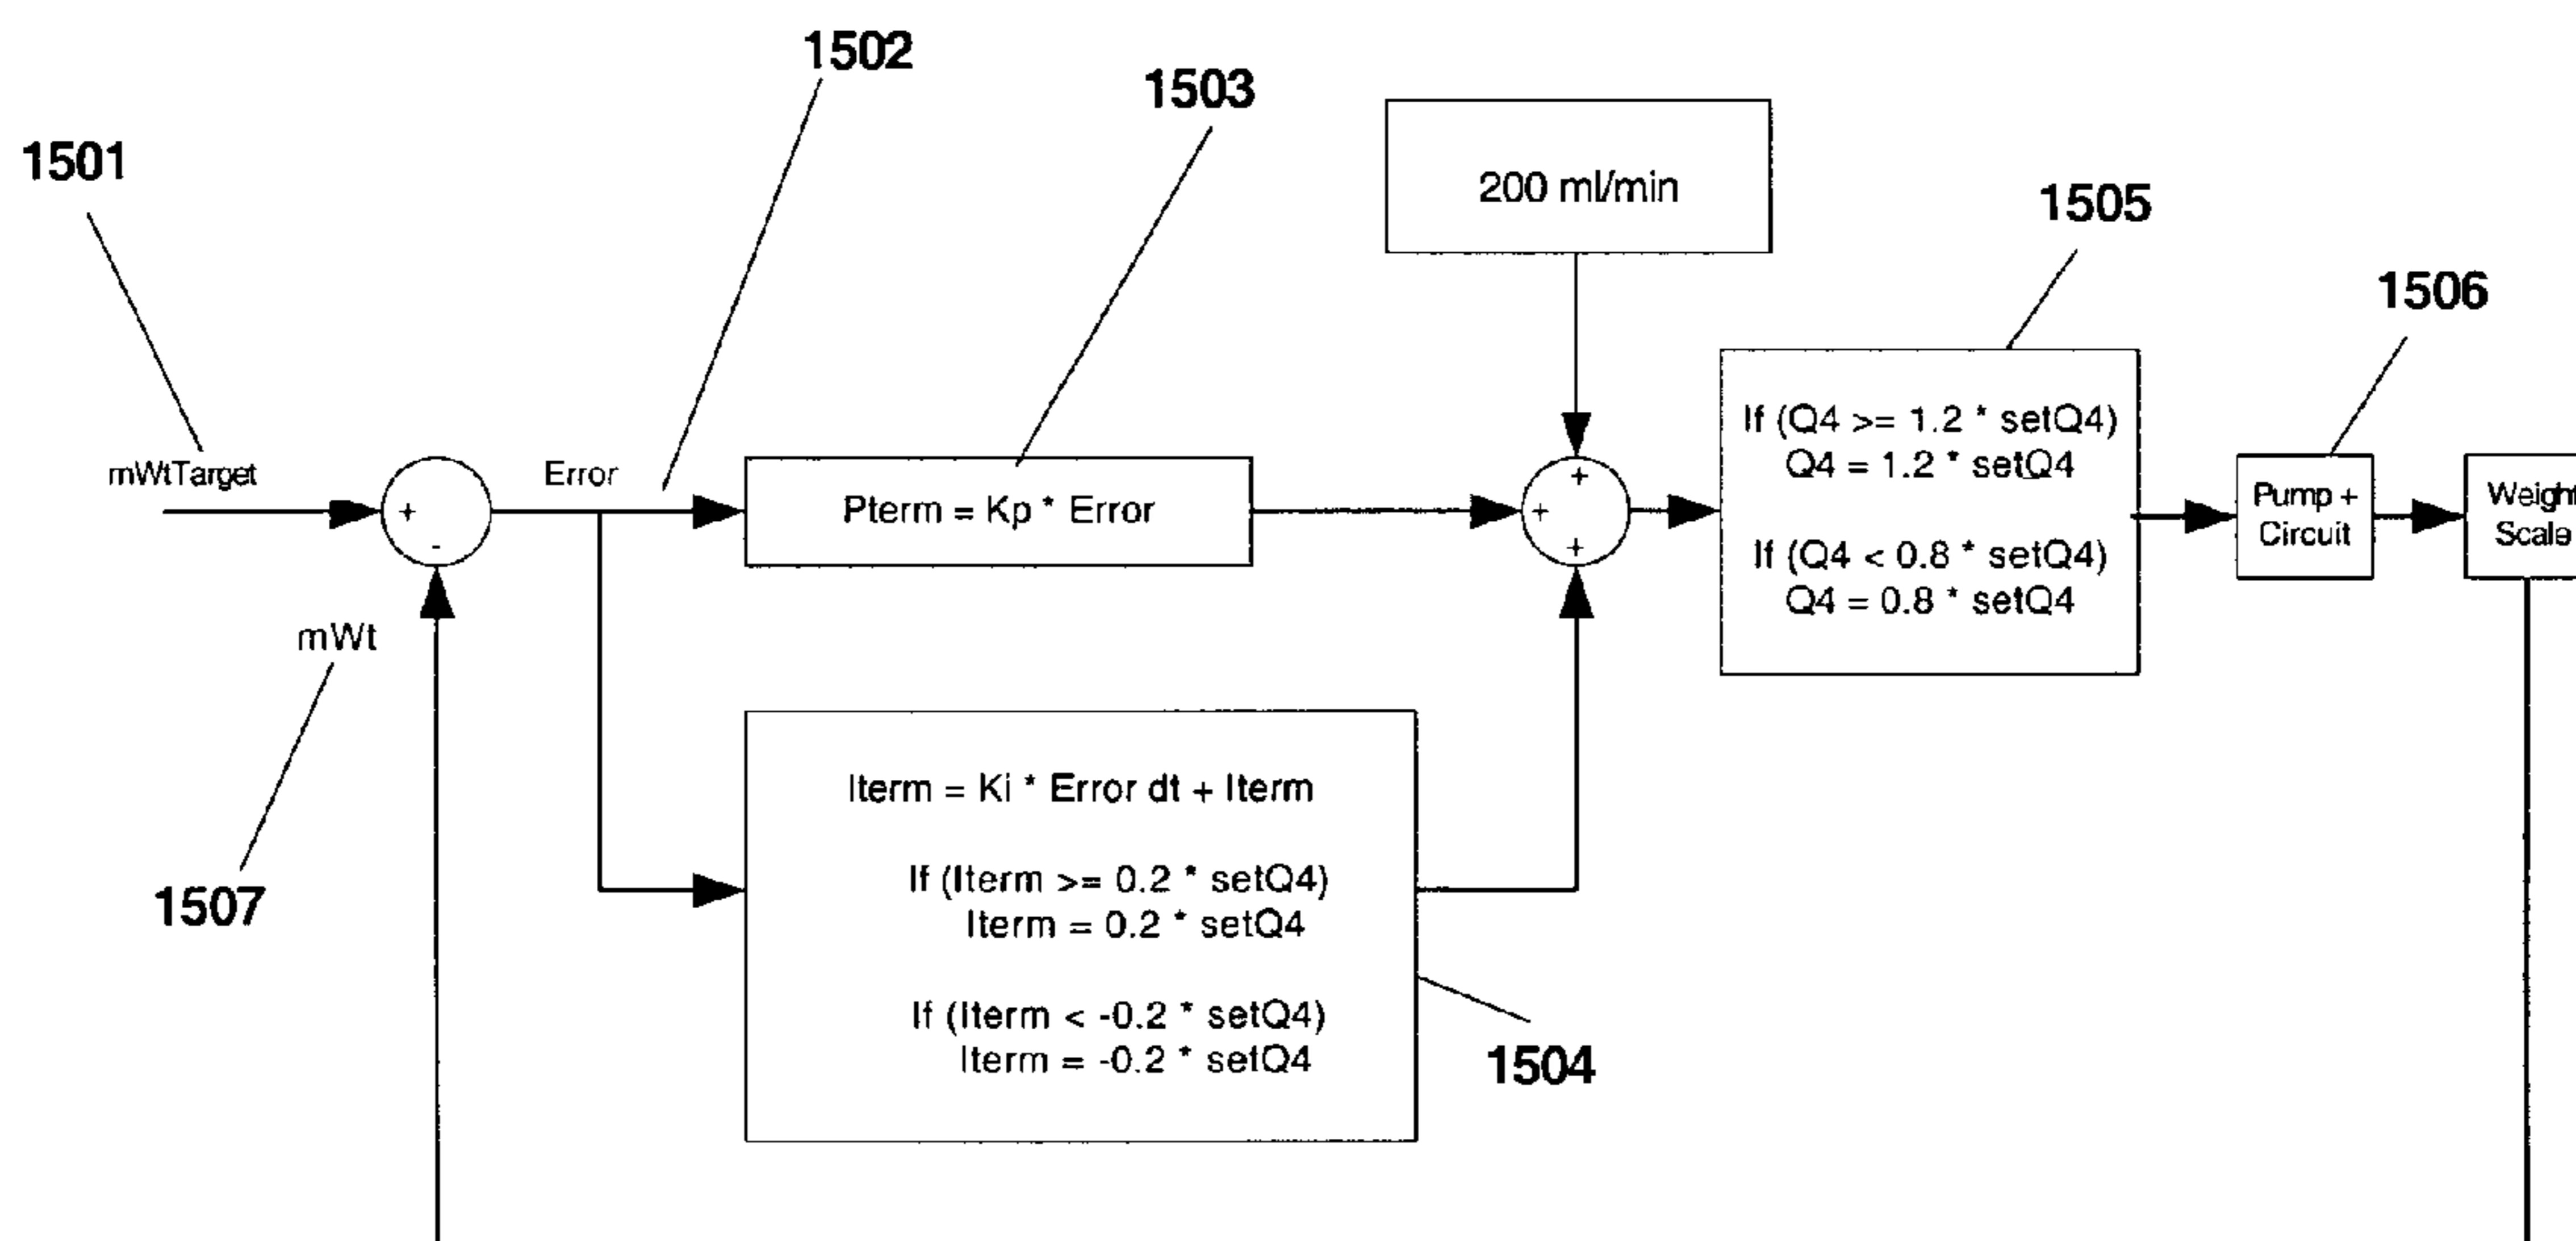 1502
1503
1501
200 ml/min
1505
1506
mWtTarget
+
-
Error
Pterm = Kp * Error
+
+
+
If (Q4 >= 1.2 * setQ4)
Q4 = 1.2 * setQ4
If (Q4 < 0.8 * setQ4)
Q4 = 0.8 * setQ4
Pump +
Circuit
Weight
Scale
mWt
1507
Iterm = Ki * Error dt + Iterm
If (Iterm >= 0.2 * setQ4)
Iterm = 0.2 * setQ4
If (Iterm < -0.2 * setQ4)
Iterm = -0.2 * setQ4
1504